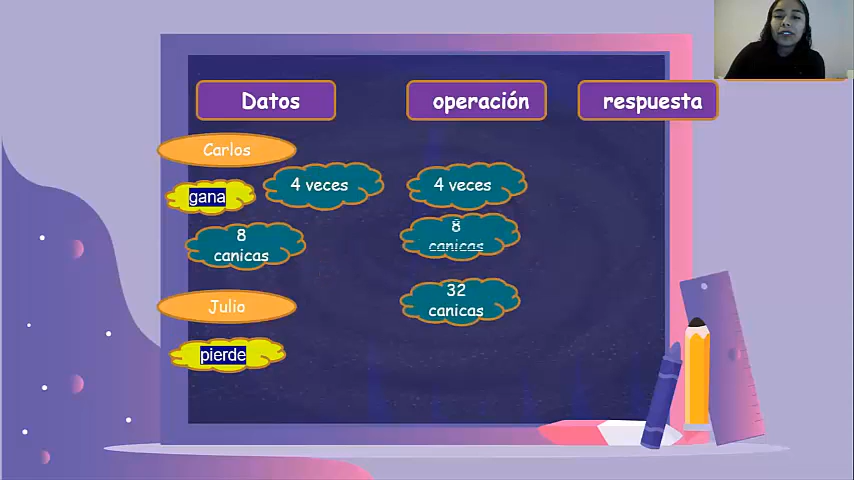 Datos
operación
respuesta
Carlos
gana
4 veces
4 veces
8
canicas
8
canicas
Julio
32
canicas
pierde